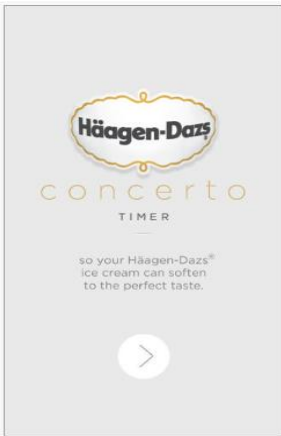 Häagen-Dazs
concerto
TIMER
so your Häagen-Dazs®
ice cream can soften
to the perfect taste.